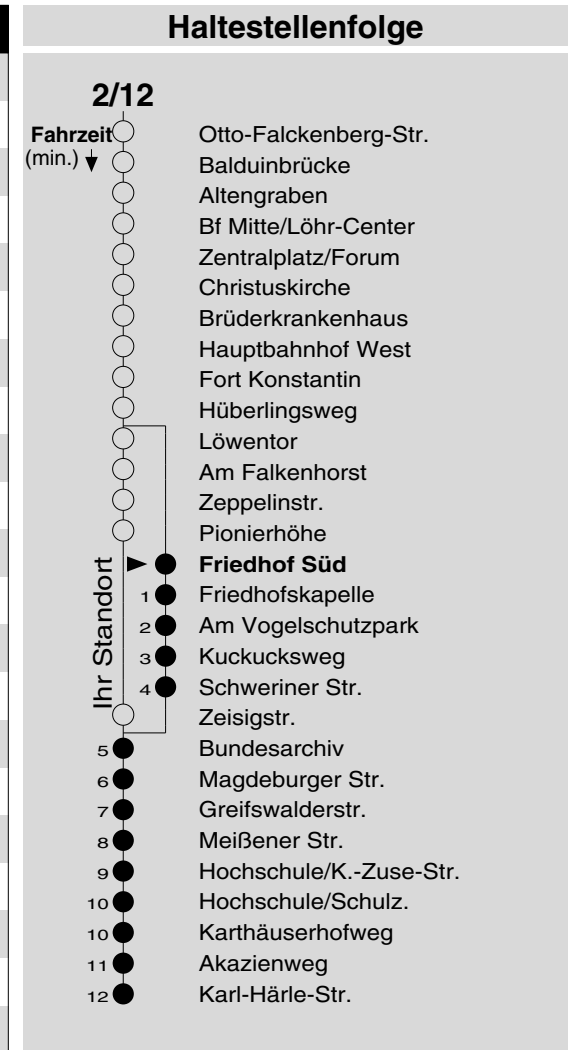 Haltestellenfolge
2/12
Fahrzeit
(min.)
Otto-Falckenberg-Str.
Balduinbrücke
Altengraben
Bf Mitte/Löhr-Center
Zentralplatz/Forum
Christuskirche
Brüderkrankenhaus
Hauptbahnhof West
Fort Konstantin
Hüberlingsweg
Löwentor
Am Falkenhorst
Zeppelinstr.
Pionierhöhe
Ihr Standort
Friedhof Süd
1 Friedhofskapelle
2 Am Vogelschutzpark
3 Kuckucksweg
4 Schweriner Str.
Zeisigstr.
5 Bundesarchiv
6 Magdeburger Str.
7 Greifswalderstr.
8 Meißener Str.
9 Hochschule/K.-Zuse-Str.
10 Hochschule/Schulz.
10 Karthäuserhofweg
11 Akazienweg
12 Karl-Härle-Str.